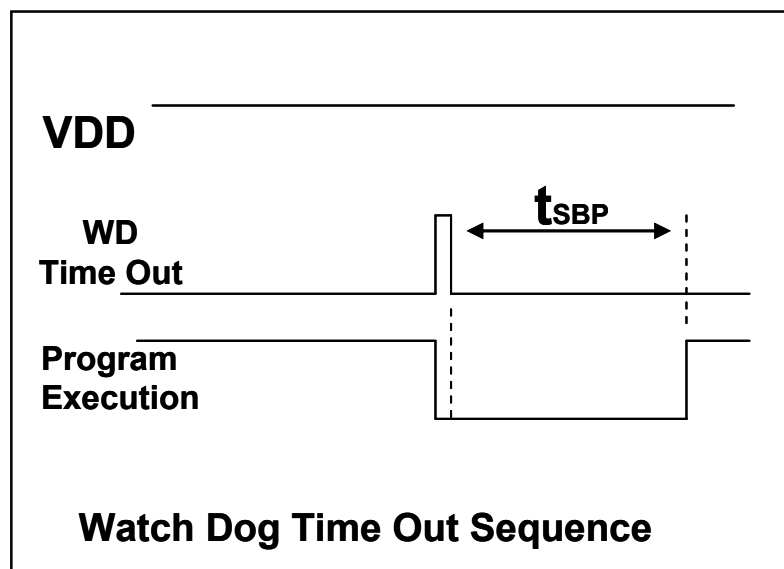 VDD
WD
Time Out
tSBP
Program
Execution
Watch Dog Time Out Sequence